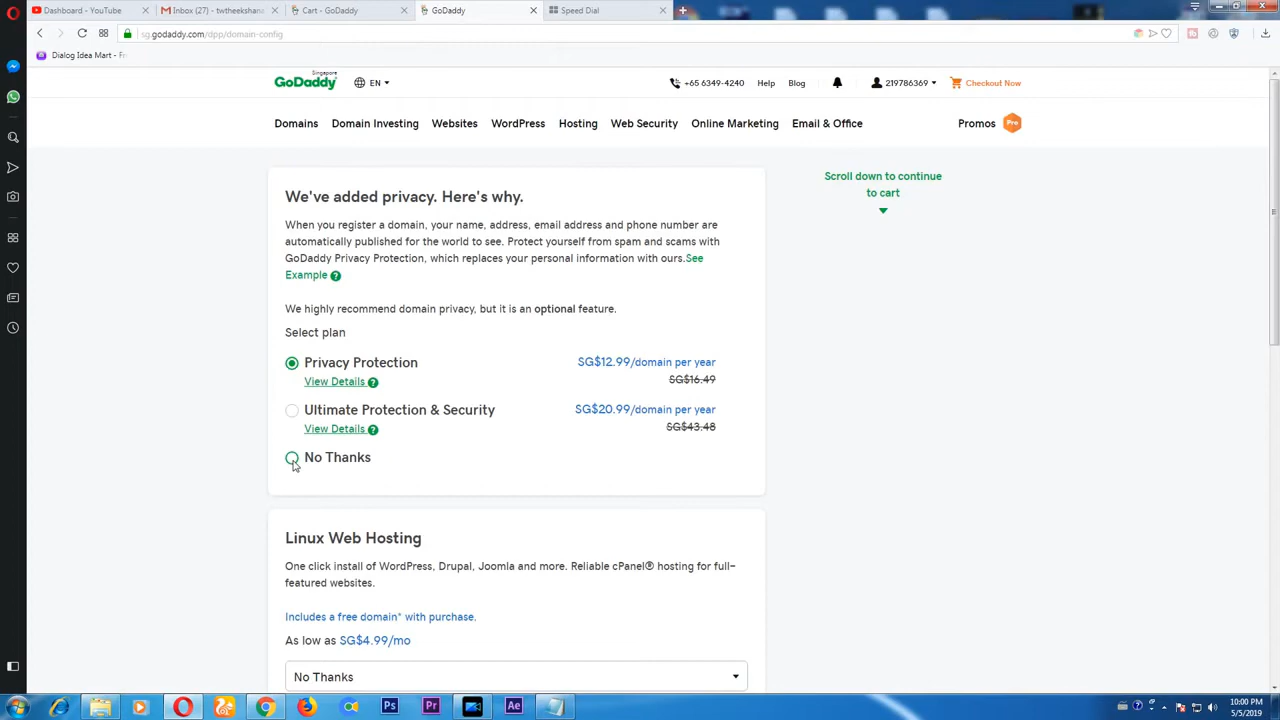 Dashboard - YouTube
Inbox (27) - twtheekshana
Cart - GoDaddy
GoDaddy
Speed Dial
sg.godaddy.com/dpp/domain-config
Dialog Idea Mart - Fr
Singapore
GoDaddy
EN
+65 6349-4240
Help
Blog
219786369
Checkout Now
Domains
Domain Investing
Websites
WordPress
Hosting
Web Security
Online Marketing
Email & Office
Promos
Pro
We've added privacy. Here's why.
When you register a domain, your name, address, email address and phone number are
automatically published for the world to see. Protect yourself from spam and scams with
GoDaddy Privacy Protection, which replaces your personal information with ours.See
Example ?
We highly recommend domain privacy, but it is an optional feature.
Select plan
Privacy Protection
SG$12.99/domain per year
View Details ?
SG$16.49
Ultimate Protection & Security
SG$20.99/domain per year
View Details ?
SG$43.48
No Thanks
Scroll down to continue
to cart
Linux Web Hosting
One click install of WordPress, Drupal, Joomla and more. Reliable cPanel® hosting for full-
featured websites.
Includes a free domain* with purchase.
As low as SG$4.99/mo
No Thanks
Ps
Pr
Ae
10:00 PM
5/5/2019